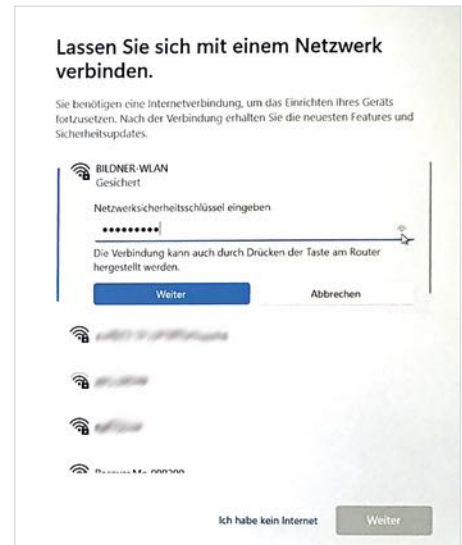 Lassen Sie sich mit einem Netzwerk
verbinden.
Sie benötigen eine Internetverbindung, um das Einrichten Ihres Geräts
fortzusetzen. Nach der Verbindung erhalten Sie die neuesten Features und
Sicherheitsupdates.
BILDNER-WLAN
Gesichert
Netzwerksicherheitsschlüssel eingeben
•••••••••
Die Verbindung kann auch durch Drücken der Taste am Router
hergestellt werden.
Weiter Abbrechen
Ich habe kein Internet Weiter